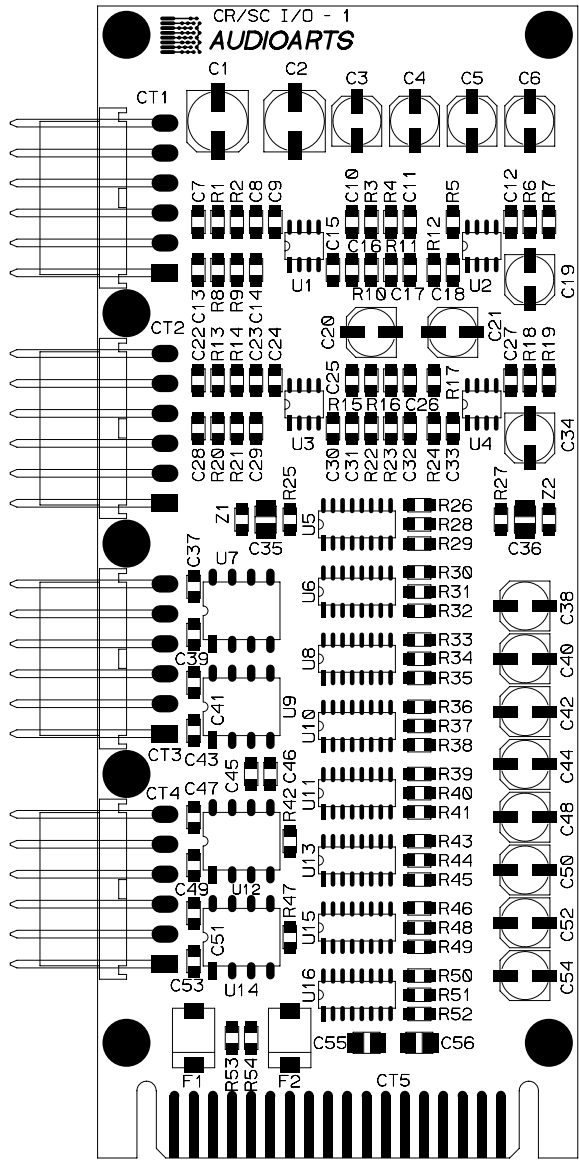 CR/SC I/O - 1
AUDIOARTS
C1 C2 C3 C4 C5 C6
CT1
C7 R1 R2 C8 C9 C10 R3 R4 C11 R5 C12 R6 R7
C15 C16 R11 R12
U1 U2
C13 R8 R9 C14 R10 C17 C18 C19
CT2
C20 C21
C22 R13 R14 C23 C24 C25 R17 C27 R18 R19
R15 R16 C26
U3 U4 C34
C28 R20 R21 C29 C30 C31 R22 R23 C32 R24 C33
Z1 R25 U5 R26 R27 Z2
R28
C35 R29 C36
C37 U7 U6 R30
R31
R32 C38
C39 U8 R33
R34 C40
R35
C41 U9 U10 R36 C42
R37
CT3 C43 R38
C45 C46 R39 C44
CT4 C47 R42 U11 R40
R41 C48
U13 R43
R44 C50
C49 U12 R45
R47 R46
C51 U15 R48 C52
R49
C53 U14 U16 R50 C54
R51
R52
C55 C56
F1 R53 R54 F2 CT5